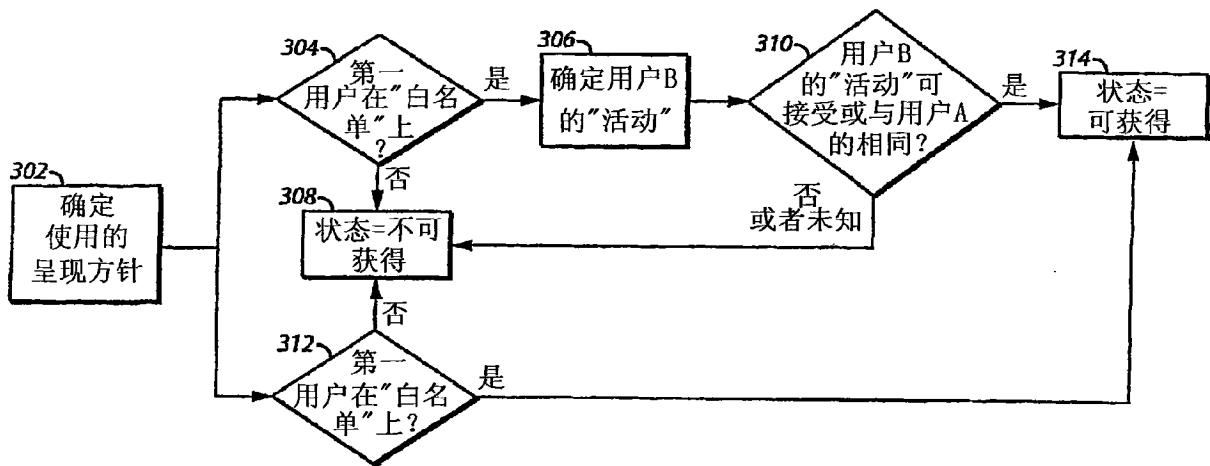 302
确定
使用的
呈现方针
304
第一
用户在"白名
单"上
?
是
否
306
确定用户B
的"活动"
310
用户B
的"活动"可
接受或与用户A
的相同?
是
否
或者未知
314
状态=
可获得
308
状态=不可
获得
否
312
第一
用户在"白名
单"上?
是